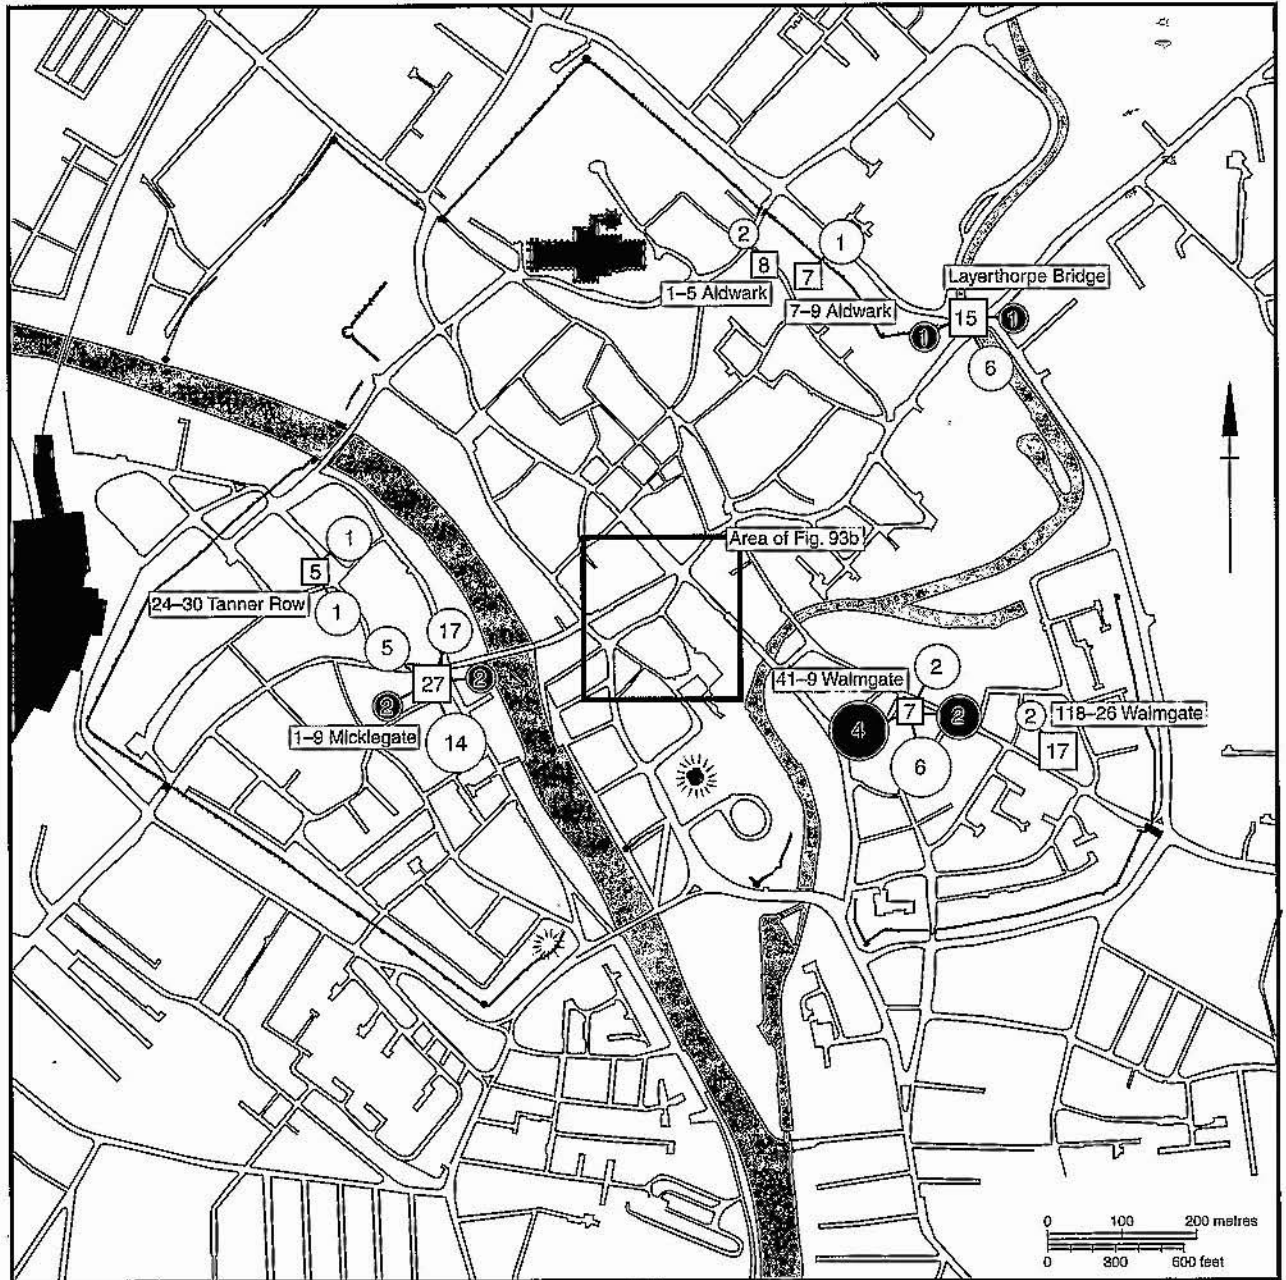 2
1
8
7
Layerthorpe Bridge
1–5 Aldwark
7–9 Aldwark
1
15
1
6
Area of Fig. 93b
1
5
24–30 Tanner Row
1
5
17
27
2
2
1–9 Micklegate
14
41–9 Walmgate
2
4
7
2
6
2
118–26 Walmgate
17
0 100 200 metres
0 300 600 feet